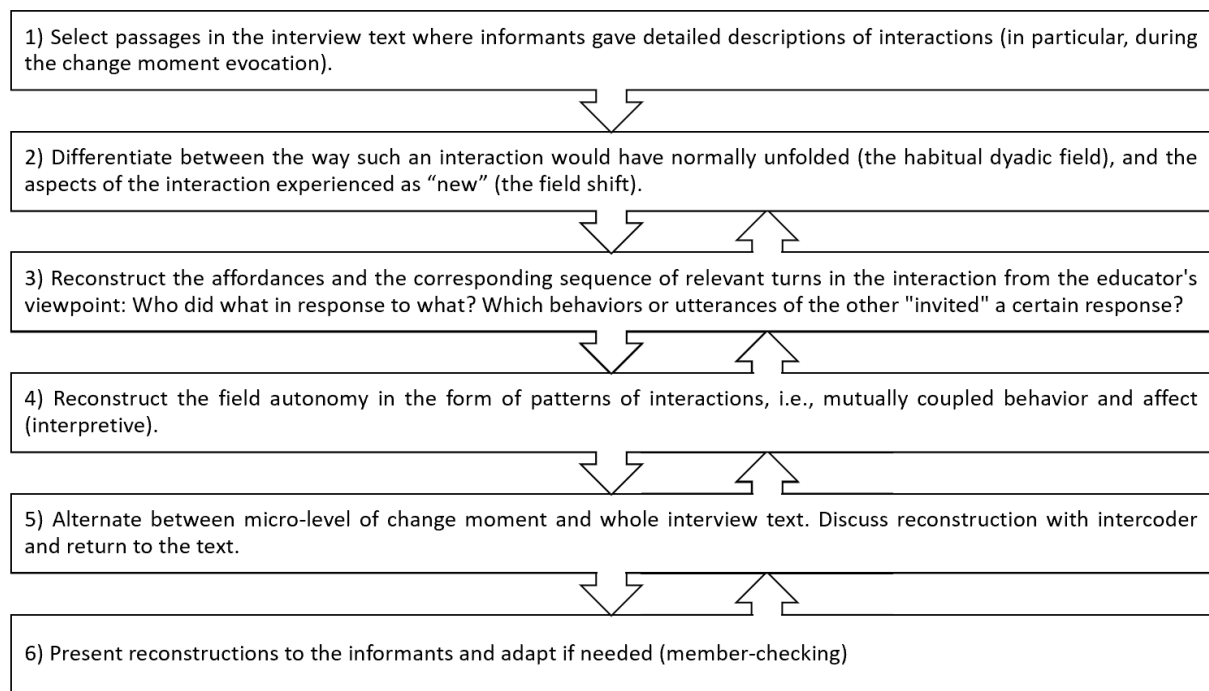 1) Select passages in the interview text where informants gave detailed descriptions of interactions (in particular, during
the change moment evocation).
2) Differentiate between the way such an interaction would have normally unfolded (the habitual dyadic field), and the
aspects of the interaction experienced as “new” (the field shift).
3) Reconstruct the affordances and the corresponding sequence of relevant turns in the interaction from the educator's
viewpoint: Who did what in response to what? Which behaviors or utterances of the other "invited" a certain response?
4) Reconstruct the field autonomy in the form of patterns of interactions, i.e., mutually coupled behavior and affect
(interpretive).
5) Alternate between micro-level of change moment and whole interview text. Discuss reconstruction with intercoder
and return to the text.
6) Present reconstructions to the informants and adapt if needed (member-checking)